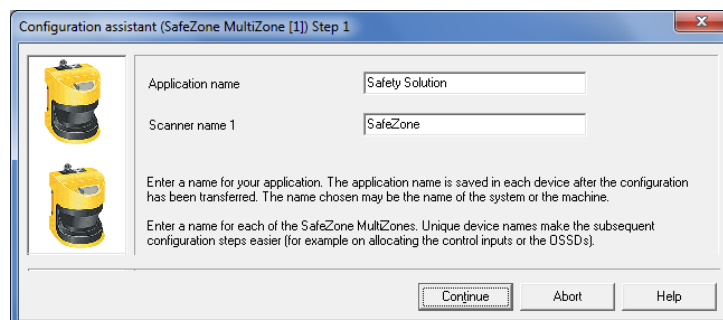 Configuration assistant (SafeZone MultiZone [1]) Step 1
Application name
Safety Solution
Scanner name 1
SafeZone
Enter a name for your application. The application name is saved in each device after the configuration
has been transferred. The name chosen may be the name of the system or the machine.
Enter a name for each of the SafeZone MultiZones. Unique device names make the subsequent
configuration steps easier (for example on allocating the control inputs or the OSSDs).
Continue
Abort
Help